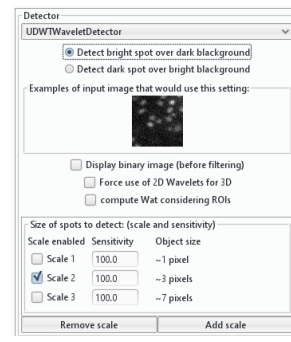 Detector
UDWTWaveletDetector
Detect bright spot over dark blackground
Detect dark spot over bright blackground
Examples of input image that would use this setting:
Display binary image (before filtering)
Force use of 2D Wavelets for 3D
compute Wat considering ROIs
Size of spots to detect: (scale and sensitivity)
Scale enabled Sensitivity Object size
Scale 1 100.0 ~1 pixel
Scale 2 100.0 ~3 pixels
Scale 3 100.0 ~7 pixels
Remove scale Add scale